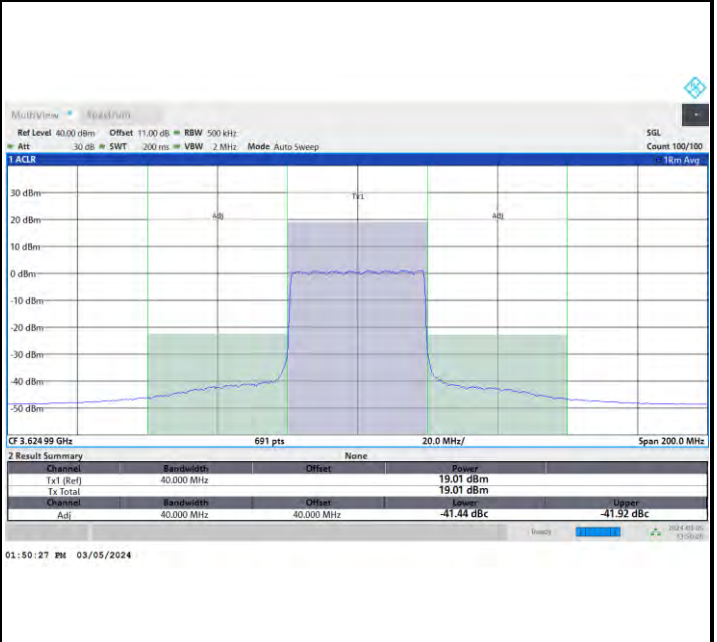 MultiView Spectrum
Ref Level 40.00 dBm Offset 11.00 dB RBW 500 kHz SGL
Att 30 dB SWT 200 ms VBW 2 MHz Mode Auto Sweep Count 100/100
1 ACLR 1Rm Avg
Tx1
Adj Adj
30 dBm
20 dBm
10 dBm
0 dBm
-10 dBm
-20 dBm
-30 dBm
-40 dBm
-50 dBm
CF 3.624 99 GHz 691 pts 20.0 MHz/ Span 200.0 MHz
2 Result Summary None
Channel Bandwidth Offset Power
Tx1 (Ref) 40.000 MHz 19.01 dBm
Tx Total 19.01 dBm
Channel Bandwidth Offset Lower Upper
Adj 40.000 MHz 40.000 MHz -41.44 dBc -41.92 dBc
Ready 2024-03-05
01:50:27 PM 03/05/2024